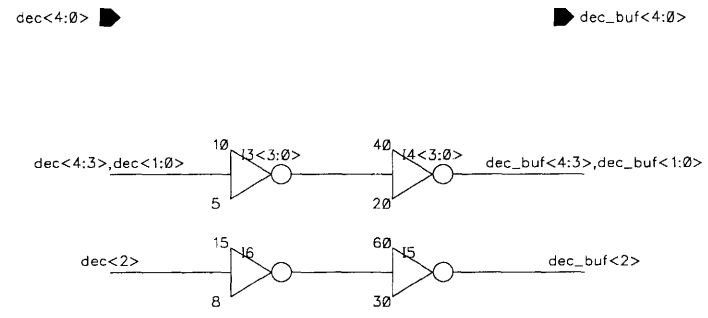 dec<4:0>
dec_buf<4:0>
dec<4:3>,dec<1:0>
10
I3<3:0>
5
40
I4<3:0>
20
dec_buf<4:3>,dec_buf<1:0>
dec<2>
15
I6
8
60
I5
30
dec_buf<2>